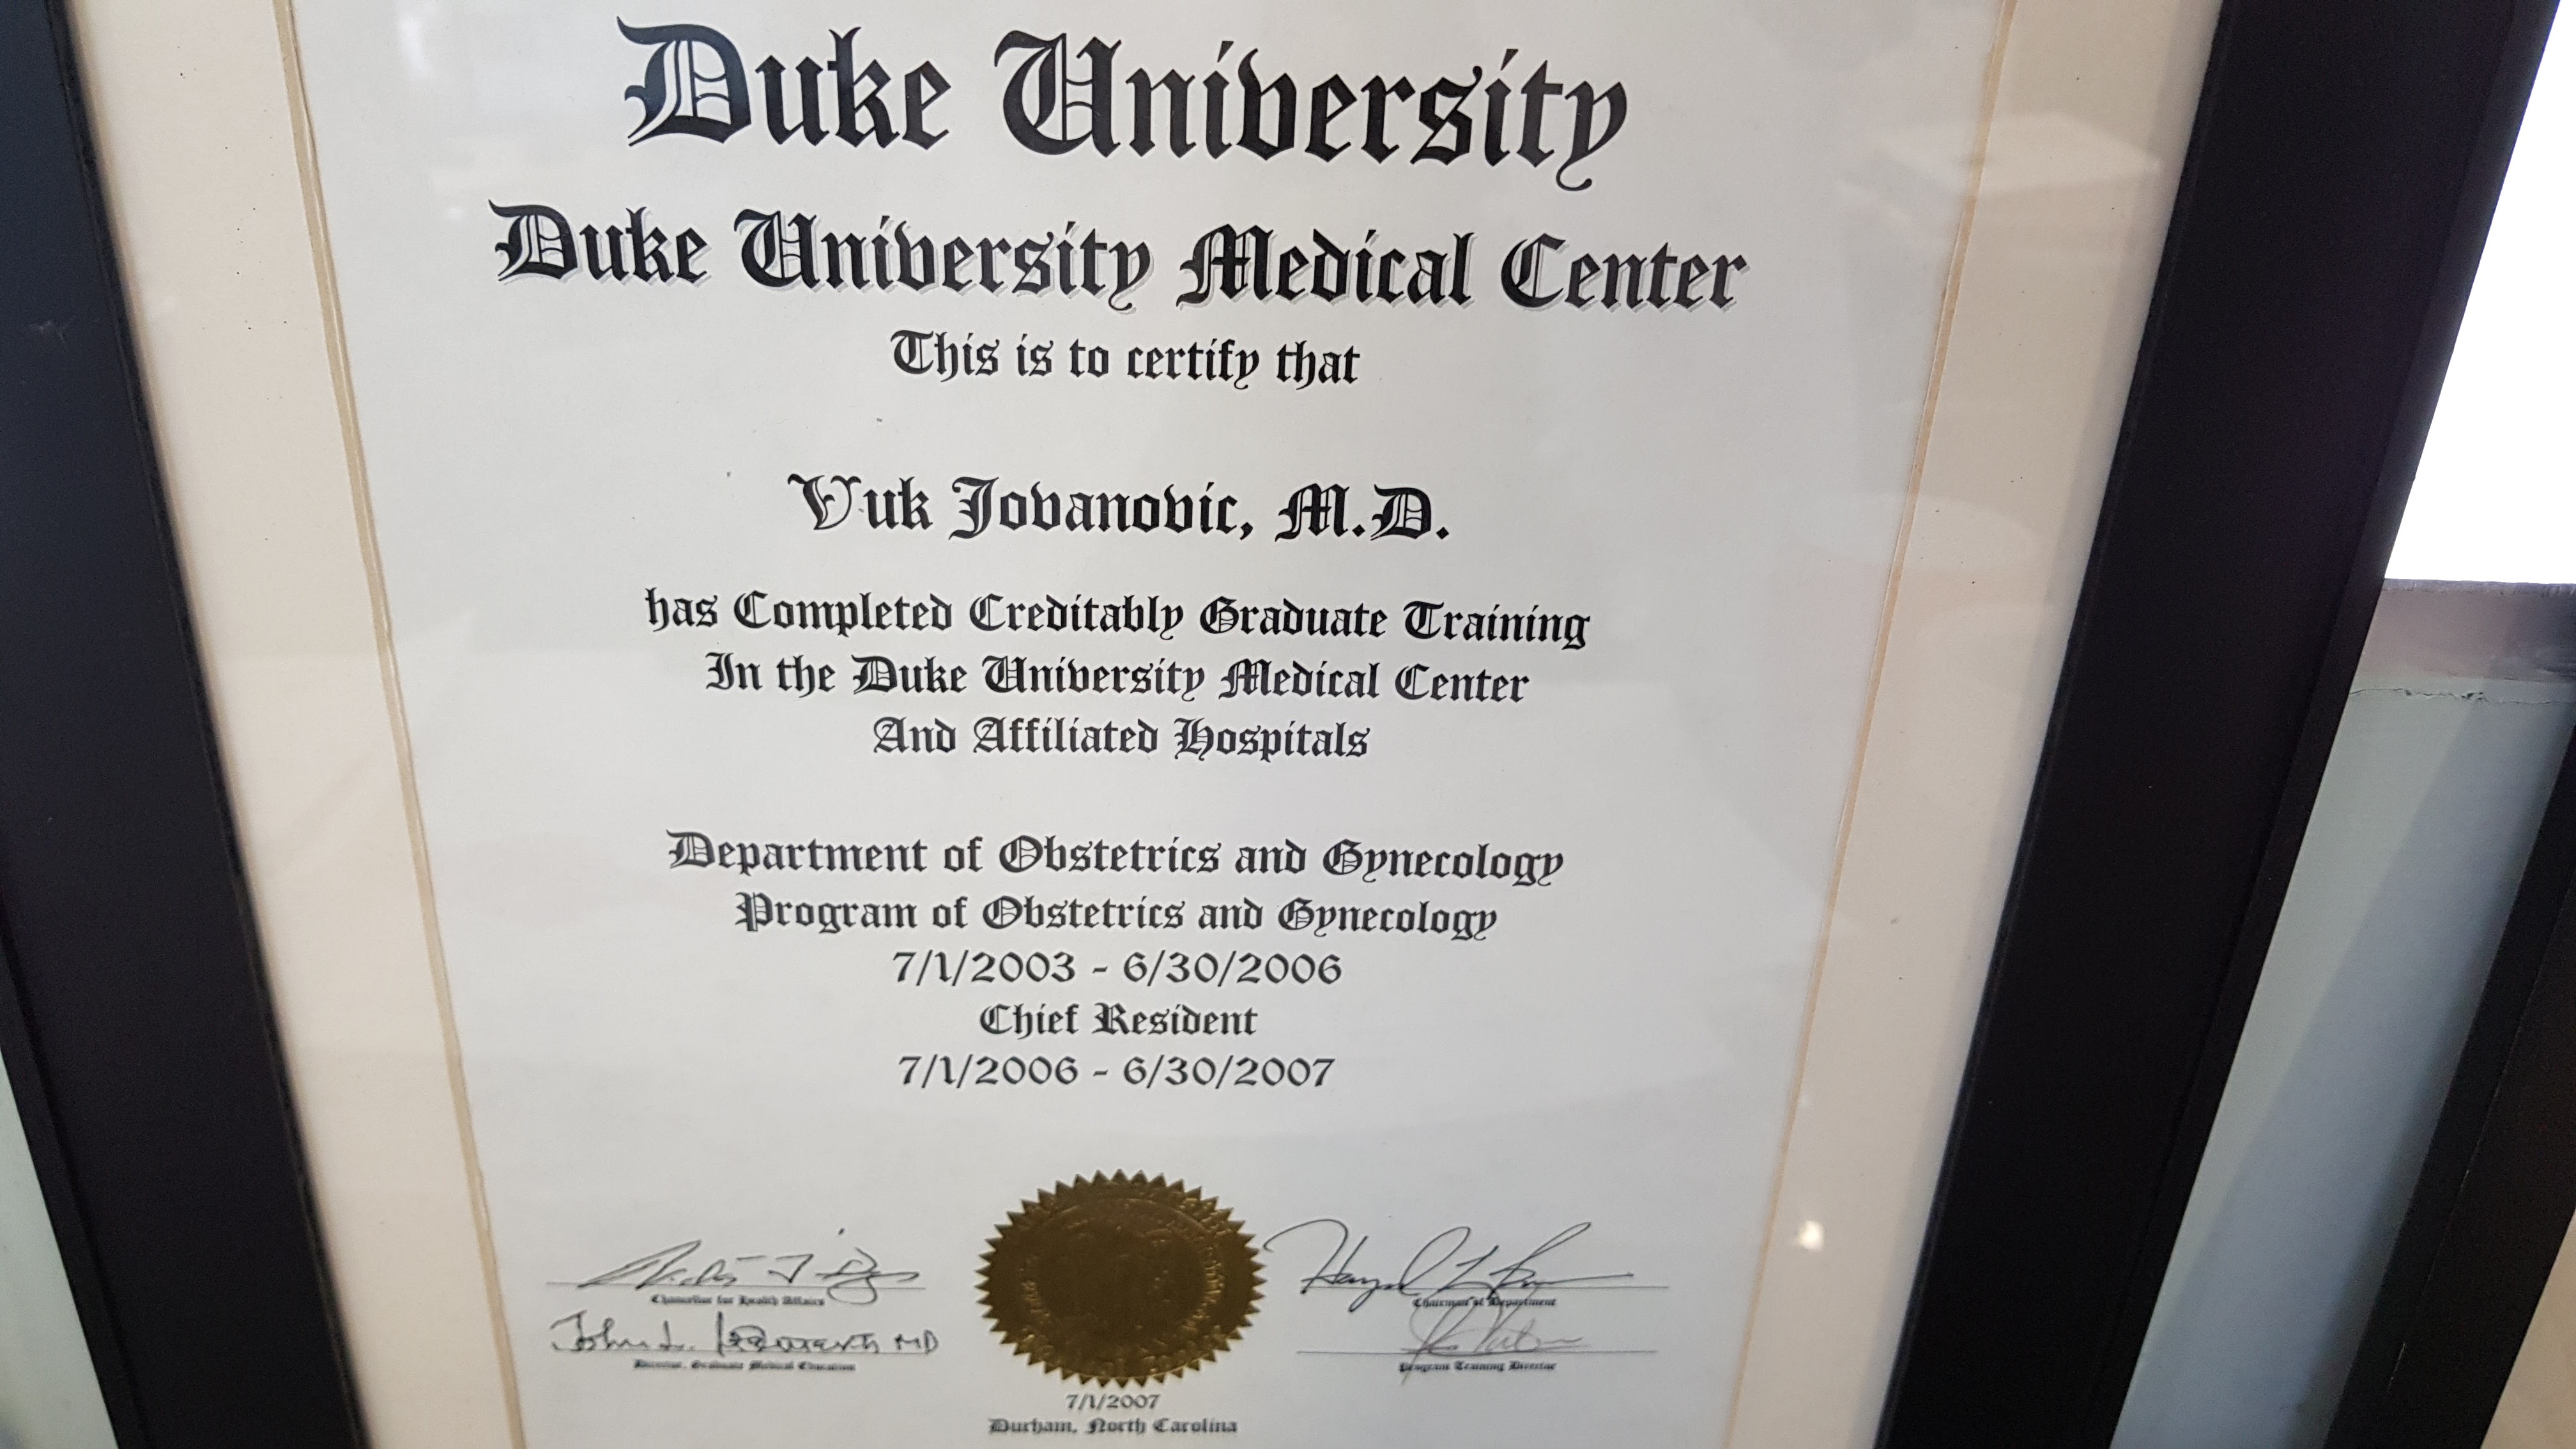 Duke University
Duke University Medical Center
This is to certify that
Vuk Jovanovic, M.D.
has Completed Creditably Graduate Training
In the Duke University Medical Center
And Affiliated Hospitals
Department of Obstetrics and Gynecology
Program of Obstetrics and Gynecology
7/1/2003 - 6/30/2006
Chief Resident
7/1/2006 - 6/30/2007
Chancellor for Health Affairs
Chairman of Department
John L. MD
Director, Graduate Medical Education
Program Training Director
7/1/2007
Durham, North Carolina